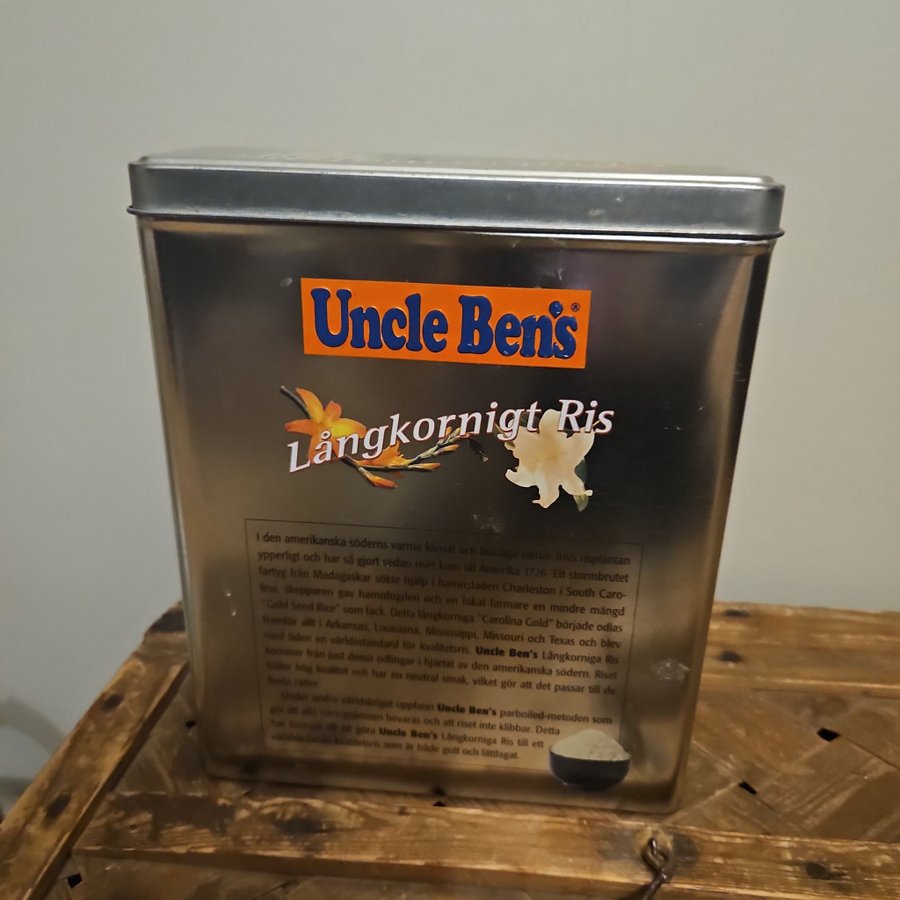 Uncle Ben's®
Långkornigt Ris
I den amerikanska söderns varma klimat och bördiga jordar trivs risplantan
ypperligt och har så gjort sedan riset kom till Amerika 1726. Ett stormbrutet
fartyg från Madagaskar sökte hjälp i hamnstaden Charleston i South Caro-
lina, skepparen gav hamnfogden och en lokal farmare en mindre mängd
"Gold Seed Rice" som tack. Detta långkorniga "Carolina Gold" började odlas
framför allt i Arkansas, Louisiana, Mississippi, Missouri och Texas och blev
med tiden en världsstandard för kvalitetsris. Uncle Ben's Långkorniga Ris
kommer från just dessa odlingar i hjärtat av den amerikanska södern. Riset
håller hög kvalitet och har en neutral smak, vilket gör att det passar till de
flesta rätter.
Under andra världskriget uppfann Uncle Ben's parboiled-metoden som
gör att alla näringsämnen bevaras och att riset inte klibbar. Detta
har bidragit till att göra Uncle Ben's Långkorniga Ris till ett
världsledande kvalitetsris som är både gott och lättlagat.